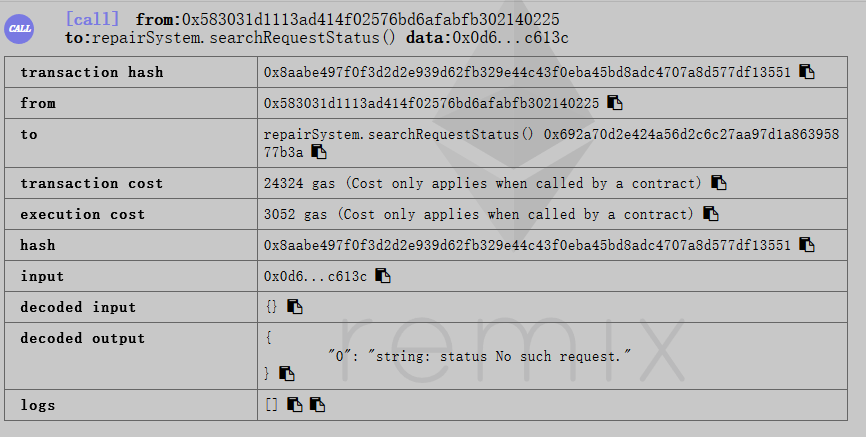 CALL [call] from:0x583031d1113ad414f02576bd6afabfb302140225
to:repairSystem.searchRequestStatus() data:0x0d6...c613c
transaction hash 0x8aabe497f0f3d2d2e939d62fb329e44c43f0eba45bd8adc4707a8d577df13551
from 0x583031d1113ad414f02576bd6afabfb302140225
to repairSystem.searchRequestStatus() 0x692a70d2e424a56d2c6c27aa97d1a863958
77b3a
transaction cost 24324 gas (Cost only applies when called by a contract)
execution cost 3052 gas (Cost only applies when called by a contract)
hash 0x8aabe497f0f3d2d2e939d62fb329e44c43f0eba45bd8adc4707a8d577df13551
input 0x0d6...c613c
decoded input {}
decoded output {
"0": "string: status No such request."
}
logs []
remix